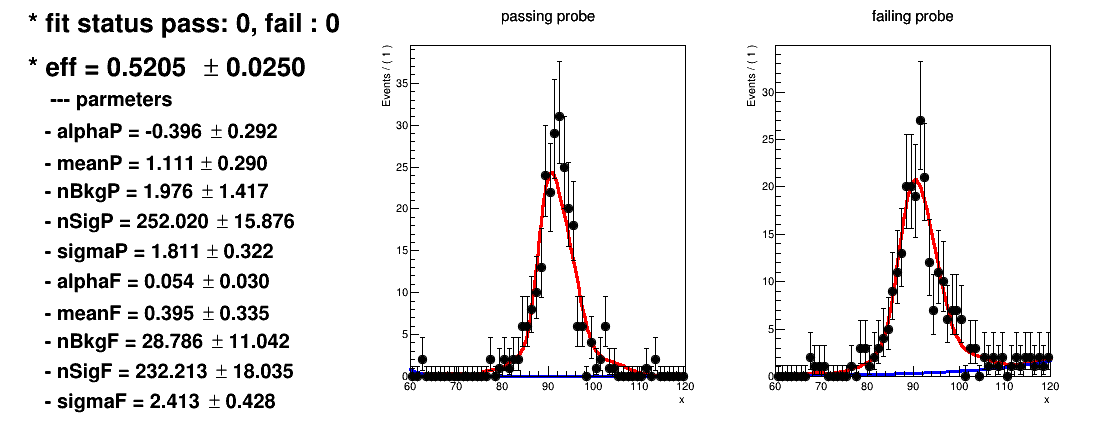 * fit status pass: 0, fail : 0
* eff = 0.5205 ± 0.0250
--- parmeters
- alphaP = -0.396 ± 0.292
- meanP = 1.111 ± 0.290
- nBkgP = 1.976 ± 1.417
- nSigP = 252.020 ± 15.876
- sigmaP = 1.811 ± 0.322
- alphaF = 0.054 ± 0.030
- meanF = 0.395 ± 0.335
- nBkgF = 28.786 ± 11.042
- nSigF = 232.213 ± 18.035
- sigmaF = 2.413 ± 0.428
passing probe
Events / ( 1 )
35
30
25
20
15
10
5
0
60 70 80 90 100 110 120
x
failing probe
Events / ( 1 )
30
25
20
15
10
5
0
60 70 80 90 100 110 120
x